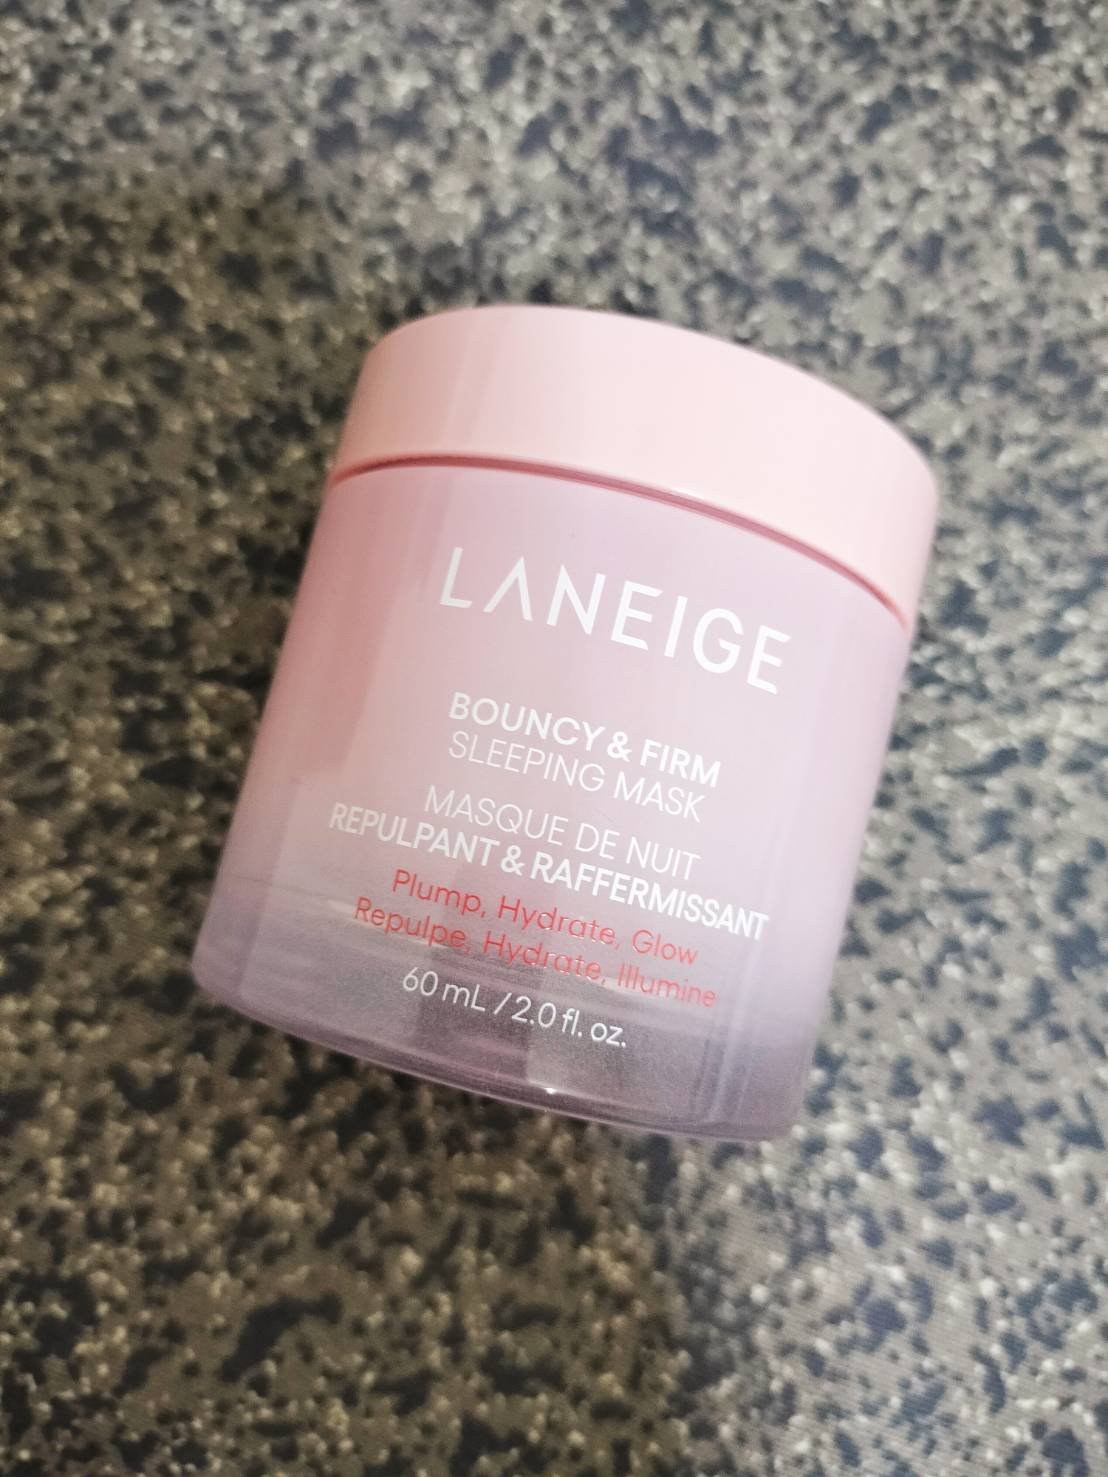 LANEIGE
BOUNCY & FIRM
SLEEPING MASK
MASQUE DE NUIT
REPULPANT & RAFFERMISSANT
Plump, Hydrate, Glow
Repulpe, Hydrate, Illumine
60 mL / 2.0 fl. oz.